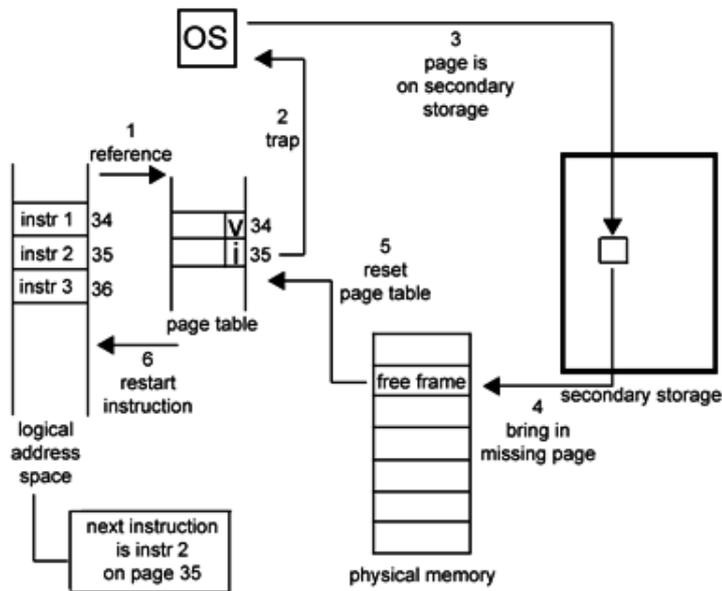 OS
3
page is
on secondary
storage
2
trap
1
reference
instr 1 34
instr 2 35
instr 3 36
v 34
i 35
page table
5
reset
page table
6
restart
instruction
free frame
secondary storage
4
bring in
missing page
logical
address
space
next instruction
is instr 2
on page 35
physical memory